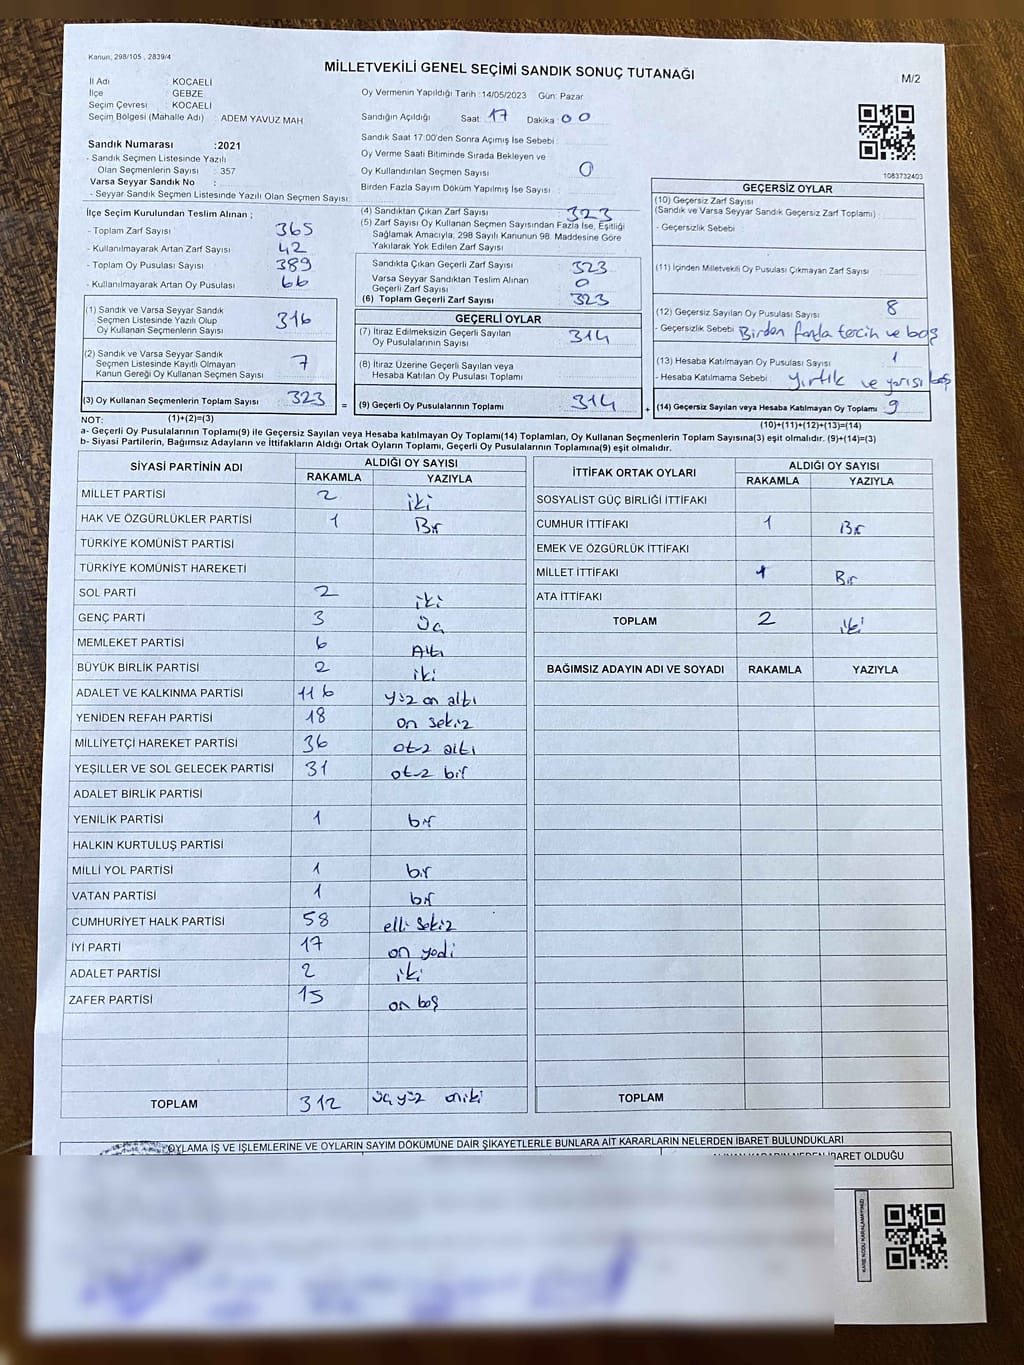 Kanun, 298/105 , 2839/4
MİLLETVEKİLİ GENEL SEÇİMİ SANDIK SONUÇ TUTANAĞI
M/2
İl Adı : KOCAELİ
İlçe : GEBZE
Seçim Çevresi : KOCAELİ
Seçim Bölgesi (Mahalle Adı) : ADEM YAVUZ MAH
Sandık Numarası :2021
- Sandık Seçmen Listesinde Yazılı
Olan Seçmenlerin Sayısı : 357
Varsa Seyyar Sandık No :
- Seyyar Sandık Seçmen Listesinde Yazılı Olan Seçmenlerin Sayısı:
Oy Vermenin Yapıldığı Tarih :14/05/2023 Gün: Pazar
Sandığın Açıldığı Saat: 17 Dakika: 00
Sandık Saat 17:00'den Sonra Açımış İse Sebebi :
Oy Verme Saati Bitiminde Sırada Bekleyen ve
Oy Kullandırılan Seçmen Sayısı : 0
Birden Fazla Sayım Döküm Yapılmış İse Sayısı :
1083732403
İlçe Seçim Kurulundan Teslim Alınan ;
- Toplam Zarf Sayısı : 365
- Kullanılmayarak Artan Zarf Sayısı : 42
- Toplam Oy Pusulası Sayısı : 389
- Kullanılmayarak Artan Oy Pusulası : 66
(1) Sandık ve Varsa Seyyar Sandık
Seçmen Listesinde Yazılı Olup
Oy Kullanan Seçmenlerin Sayısı : 316
(2) Sandık ve Varsa Seyyar Sandık
Seçmen Listesinde Kayıtlı Olmayan
Kanun Gereği Oy Kullanan Seçmen Sayısı : 7
(3) Oy Kullanan Seçmenlerin Toplam Sayısı : 323
(1)+(2)=(3)
(4) Sandıktan Çıkan Zarf Sayısı : 323
(5) Zarf Sayısı Oy Kullanan Seçmen Sayısından Fazla İse, Eşitliği
Sağlamak Amacıyla, 298 Sayılı Kanunun 98. Maddesine Göre
Yakılarak Yok Edilen Zarf Sayısı :
Sandıkta Çıkan Geçerli Zarf Sayısı : 323
Varsa Seyyar Sandıktan Teslim Alınan
Geçerli Zarf Sayısı : 0
(6) Toplam Geçerli Zarf Sayısı : 323
GEÇERLİ OYLAR
(7) İtiraz Edilmeksizin Geçerli Sayılan
Oy Pusulalarının Sayısı : 314
(8) İtiraz Üzerine Geçerli Sayılan veya
Hesaba Katılan Oy Pusulası Toplamı :
= (9) Geçerli Oy Pusulalarının Toplamı : 314
GEÇERSİZ OYLAR
(10) Geçersiz Zarf Sayısı
(Sandık ve Varsa Seyyar Sandık Geçersiz Zarf Toplamı) :
- Geçersizlik Sebebi :
(11) İçinden Milletvekili Oy Pusulası Çıkmayan Zarf Sayısı :
(12) Geçersiz Sayılan Oy Pusulası Sayısı : 8
- Geçersizlik Sebebi : Birden fazla tercih ve boş
(13) Hesaba Katılmayan Oy Pusulası Sayısı : 1
- Hesaba Katılmama Sebebi : yırtık ve yarısı boş
+ (14) Geçersiz Sayılan veya Hesaba Katılmayan Oy Toplamı : 9
(10)+(11)+(12)+(13)=(14)
NOT:
a- Geçerli Oy Pusulalarının Toplamı(9) ile Geçersiz Sayılan veya Hesaba katılmayan Oy Toplamı(14) Toplamları, Oy Kullanan Seçmenlerin Toplam Sayısına(3) eşit olmalıdır. (9)+(14)=(3)
b- Siyasi Partilerin, Bağımsız Adayların ve İttifakların Aldığı Ortak Oyların Toplamı, Geçerli Oy Pusulalarının Toplamına(9) eşit olmalıdır.
SİYASİ PARTİNİN ADI ALDIĞI OY SAYISI
RAKAMLA YAZIYLA
MİLLET PARTİSİ 2 iki
HAK VE ÖZGÜRLÜKLER PARTİSİ 1 Bir
TÜRKİYE KOMÜNİST PARTİSİ
TÜRKİYE KOMÜNİST HAREKETİ
SOL PARTİ 2 iki
GENÇ PARTİ 3 üç
MEMLEKET PARTİSİ 6 Altı
BÜYÜK BİRLİK PARTİSİ 2 iki
ADALET VE KALKINMA PARTİSİ 116 yüz on altı
YENİDEN REFAH PARTİSİ 18 on sekiz
MİLLİYETÇİ HAREKET PARTİSİ 36 otuz altı
YEŞİLLER VE SOL GELECEK PARTİSİ 31 otuz bir
ADALET BİRLİK PARTİSİ
YENİLİK PARTİSİ 1 bir
HALKIN KURTULUŞ PARTİSİ
MİLLİ YOL PARTİSİ 1 bir
VATAN PARTİSİ 1 bir
CUMHURİYET HALK PARTİSİ 58 elli sekiz
İYİ PARTİ 17 on yedi
ADALET PARTİSİ 2 iki
ZAFER PARTİSİ 15 on beş
TOPLAM 312 üç yüz oniki
İTTİFAK ORTAK OYLARI ALDIĞI OY SAYISI
RAKAMLA YAZIYLA
SOSYALIST GÜÇ BİRLİĞİ İTTİFAKI
CUMHUR İTTİFAKI 1 Bir
EMEK VE ÖZGÜRLÜK İTTİFAKI
MİLLET İTTİFAKI 1 Bir
ATA İTTİFAKI
TOPLAM 2 iki
BAĞIMSIZ ADAYIN ADI VE SOYADI RAKAMLA YAZIYLA
TOPLAM
OYLAMA İŞ VE İŞLEMLERİNE VE OYLARIN SAYIM DÖKÜMÜNE DAİR ŞİKAYETLERLE BUNLARA AİT KARARLARIN NELERDEN İBARET BULUNDUKLARI
ALINAN KARARIN NEDEN İBARET OLDUĞU
KARE KODU KARALAMAYINIZ!